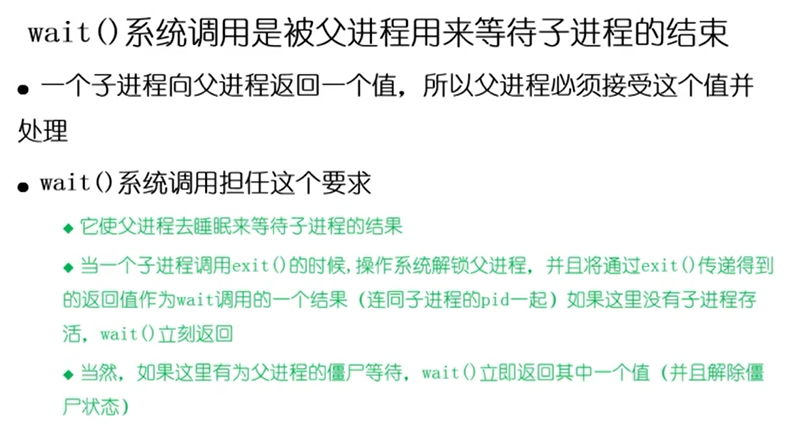 wait()系统调用是被父进程用来等待子进程的结束
● 一个子进程向父进程返回一个值，所以父进程必须接受这个值并
处理
● wait()系统调用担任这个要求
◆ 它使父进程去睡眠来等待子进程的结果
◆ 当一个子进程调用exit()的时候,操作系统解锁父进程，并且将通过exit()传递得到
的返回值作为wait调用的一个结果（连同子进程的pid一起）如果这里没有子进程存
活，wait()立刻返回
◆ 当然，如果这里有为父进程的僵尸等待，wait()立即返回其中一个值（并且解除僵
尸状态）